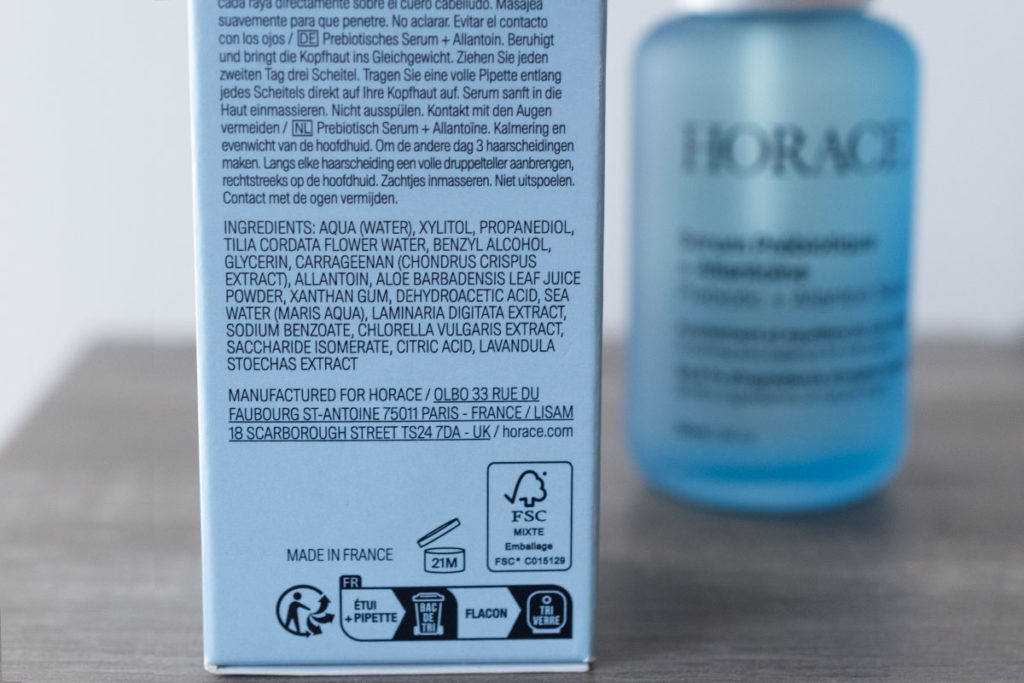 cada raya directamente sobre el cuero cabelludo. Masajea
suavemente para que penetre. No aclarar. Evitar el contacto
con los ojos / DE Prebiotisches Serum + Allantoin. Beruhigt
und bringt die Kopfhaut ins Gleichgewicht. Ziehen Sie jeden
zweiten Tag drei Scheitel. Tragen Sie eine volle Pipette entlang
jedes Scheitels direkt auf Ihre Kopfhaut auf. Serum sanft in die
Haut einmassieren. Nicht ausspülen. Kontakt mit den Augen
vermeiden / NL Prebiotisch Serum + Allantoïne. Kalmering en
evenwicht van de hoofdhuid. Om de andere dag 3 haarscheidingen
maken. Langs elke haarscheiding een volle druppelteller aanbrengen,
rechtstreeks op de hoofdhuid. Zachtjes inmasseren. Niet uitspoelen.
Contact met de ogen vermijden.
INGREDIENTS: AQUA (WATER), XYLITOL, PROPANEDIOL,
TILIA CORDATA FLOWER WATER, BENZYL ALCOHOL,
GLYCERIN, CARRAGEENAN (CHONDRUS CRISPUS
EXTRACT), ALLANTOIN, ALOE BARBADENSIS LEAF JUICE
POWDER, XANTHAN GUM, DEHYDROACETIC ACID, SEA
WATER (MARIS AQUA), LAMINARIA DIGITATA EXTRACT,
SODIUM BENZOATE, CHLORELLA VULGARIS EXTRACT,
SACCHARIDE ISOMERATE, CITRIC ACID, LAVANDULA
STOECHAS EXTRACT
MANUFACTURED FOR HORACE / OLBO 33 RUE DU
FAUBOURG ST-ANTOINE 75011 PARIS - FRANCE / LISAM
18 SCARBOROUGH STREET TS24 7DA - UK / horace.com
FSC
MIXTE
Emballage
FSC® C015129
MADE IN FRANCE
21M
FR
ÉTUI
+ PIPETTE
BAC
DE
TRI
FLACON
TRI
VERRE
HORACE
Sérum Prébiotique
+ Allantoïne